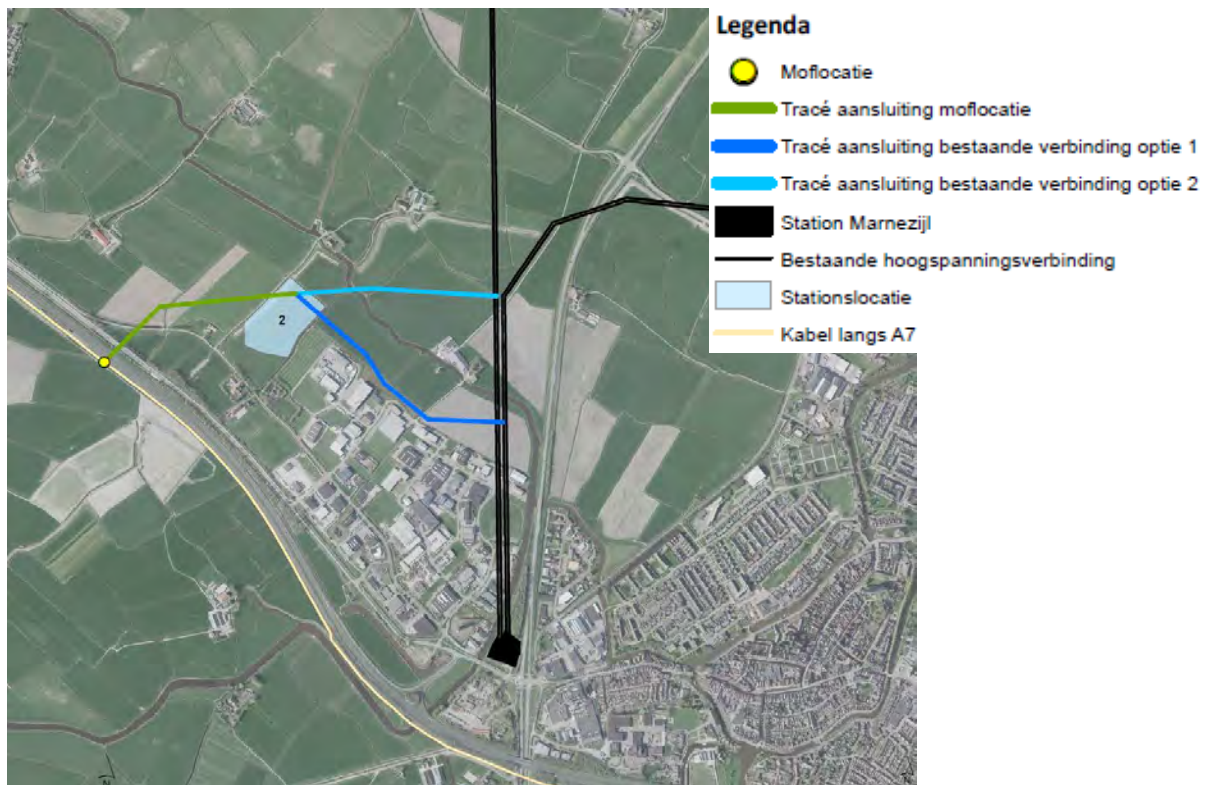 Legenda
Moflocatie
Tracé aansluiting moflocatie
Tracé aansluiting bestaande verbinding optie 1
Tracé aansluiting bestaande verbinding optie 2
Station Marnezijl
Bestaande hoogspanningsverbinding
Stationslocatie
Kabel langs A7
2